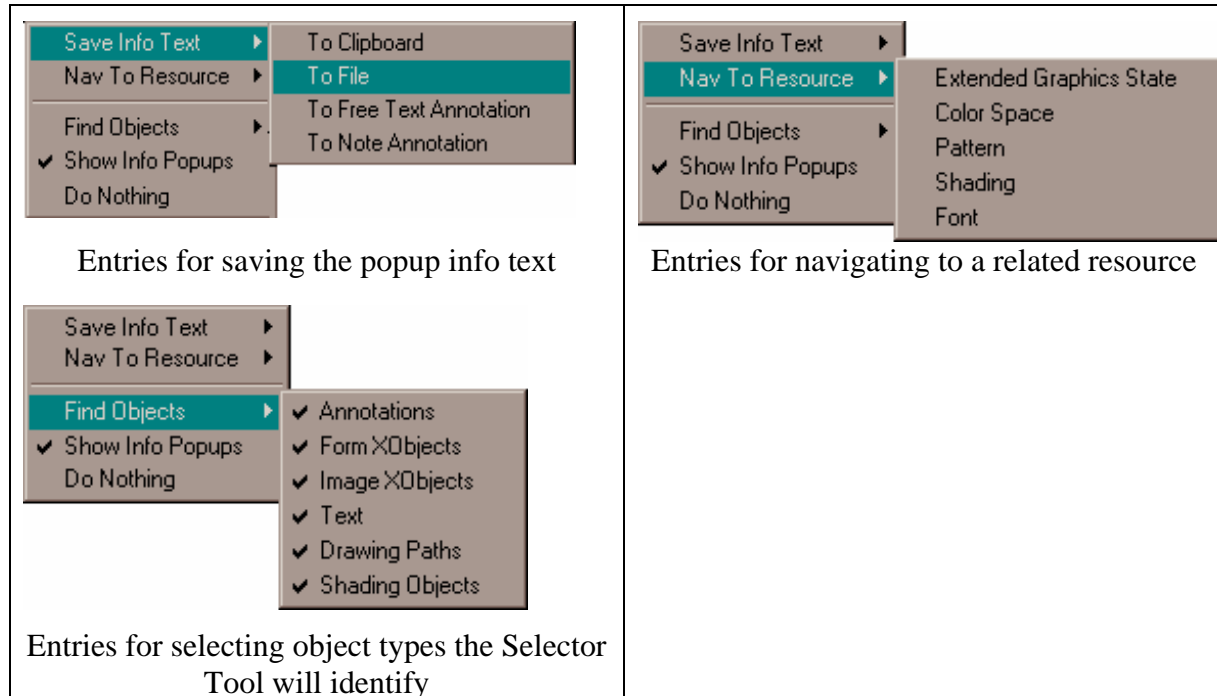 Save Info Text
Nav To Resource
Find Objects
Show Info Popups
Do Nothing
To Clipboard
To File
To Free Text Annotation
To Note Annotation
Entries for saving the popup info text
Save Info Text
Nav To Resource
Find Objects
Show Info Popups
Do Nothing
Extended Graphics State
Color Space
Pattern
Shading
Font
Entries for navigating to a related resource
Save Info Text
Nav To Resource
Find Objects
Show Info Popups
Do Nothing
Annotations
Form XObjects
Image XObjects
Text
Drawing Paths
Shading Objects
Entries for selecting object types the Selector
Tool will identify